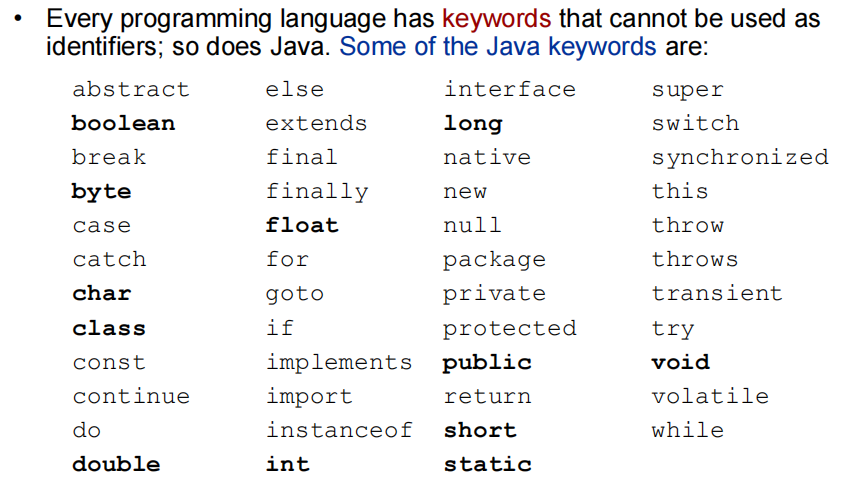 • Every programming language has keywords that cannot be used as
identifiers; so does Java. Some of the Java keywords are:
abstract else interface super
boolean extends long switch
break final native synchronized
byte finally new this
case float null throw
catch for package throws
char goto private transient
class if protected try
const implements public void
continue import return volatile
do instanceof short while
double int static